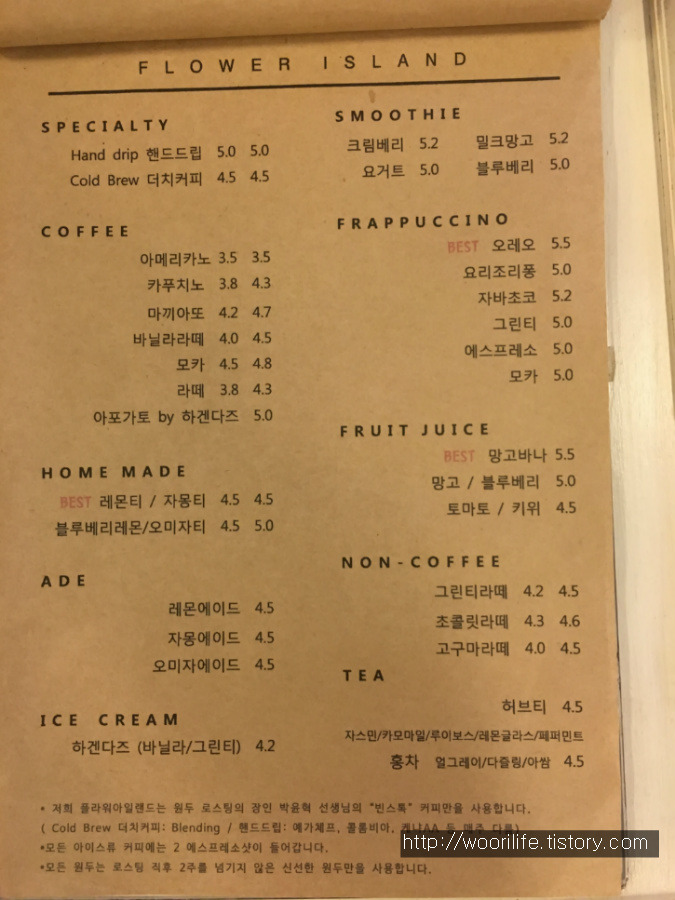 FLOWER ISLAND
SPECIALTY
Hand drip 핸드드립 5.0 5.0
Cold Brew 더치커피 4.5 4.5
COFFEE
아메리카노 3.5 3.5
카푸치노 3.8 4.3
마끼아또 4.2 4.7
바닐라라떼 4.0 4.5
모카 4.5 4.8
라떼 3.8 4.3
아포가토 by 하겐다즈 5.0
HOME MADE
BEST 레몬티 / 자몽티 4.5 4.5
블루베리레몬/오미자티 4.5 5.0
ADE
레몬에이드 4.5
자몽에이드 4.5
오미자에이드 4.5
ICE CREAM
하겐다즈 (바닐라/그린티) 4.2
SMOOTHIE
크림베리 5.2 밀크망고 5.2
요거트 5.0 블루베리 5.0
FRAPPUCCINO
BEST 오레오 5.5
요리조리퐁 5.0
자바초코 5.2
그린티 5.0
에스프레소 5.0
모카 5.0
FRUIT JUICE
BEST 망고바나 5.5
망고 / 블루베리 5.0
토마토 / 키위 4.5
NON-COFFEE
그린티라떼 4.2 4.5
초콜릿라떼 4.3 4.6
고구마라떼 4.0 4.5
TEA
허브티 4.5
자스민/카모마일/루이보스/레몬글라스/페퍼민트
홍차 얼그레이/다즐링/아쌈 4.5
* 저희 플라워아일랜드는 원두 로스팅의 장인 박윤혁 선생님의 "빈스톡" 커피만을 사용합니다.
( Cold Brew 더치커피: Blending / 핸드드립: 예가체프, 콜롬비아, 케냐AA 등 매주 다름)
*모든 아이스류 커피에는 2 에스프레소샷이 들어갑니다.
*모든 원두는 로스팅 직후 2주를 넘기지 않은 신선한 원두만을 사용합니다.
http://woorilife.tistory.com